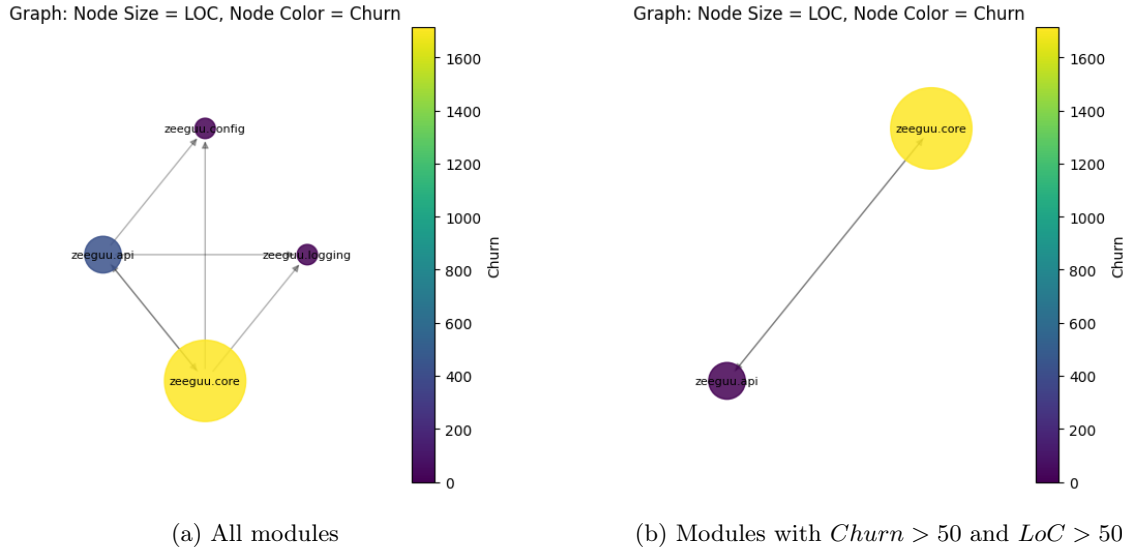 Graph: Node Size = LOC, Node Color = Churn
zeeguu.config
zeeguu.api
zeeguu.logging
zeeguu.core
1600
1400
1200
1000
800
600
400
200
0
Churn
(a) All modules
Graph: Node Size = LOC, Node Color = Churn
zeeguu.core
zeeguu.api
1600
1400
1200
1000
800
600
400
200
0
Churn
(b) Modules with Churn > 50 and LoC > 50